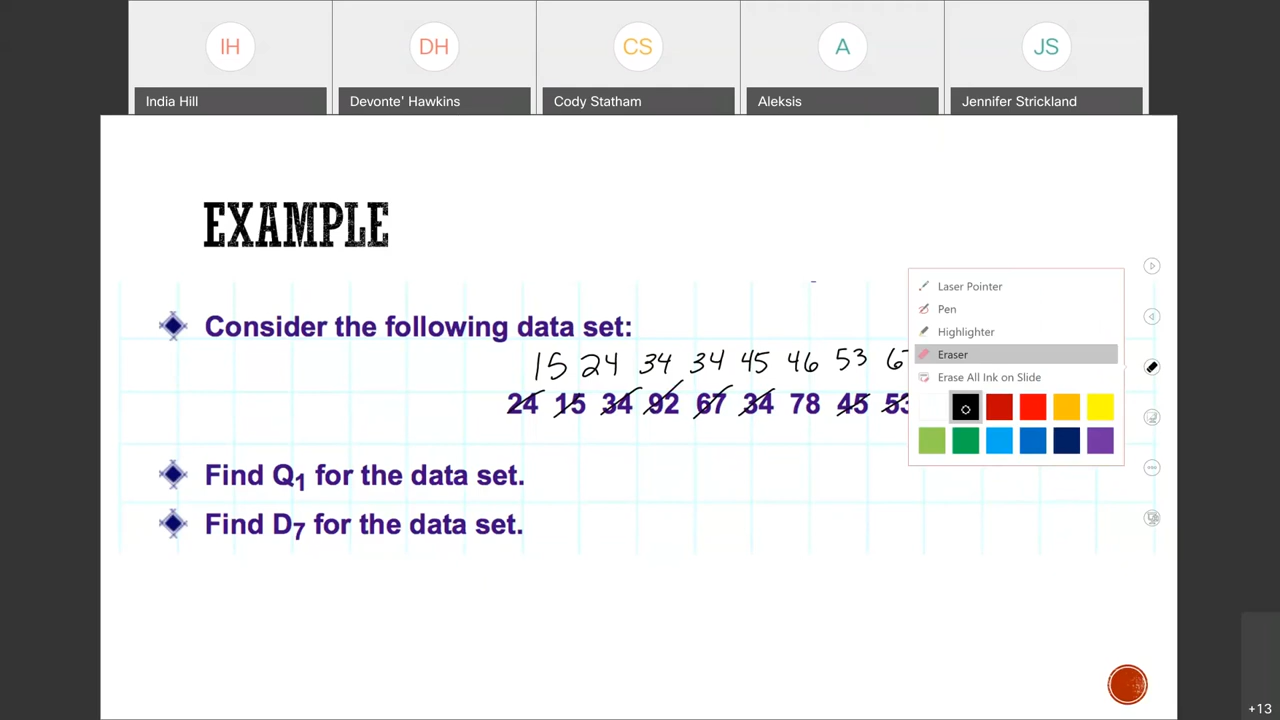 IH DH CS A JS
India Hill Devonte' Hawkins Cody Statham Aleksis Jennifer Strickland
EXAMPLE
Laser Pointer
Consider the following data set:
Pen
Highlighter
Eraser
15 24 34 34 45 46 53
Erase All Ink on Slide
24 15 34 92 67 34 78 45 53
Find Q1 for the data set.
Find D7 for the data set.
+13